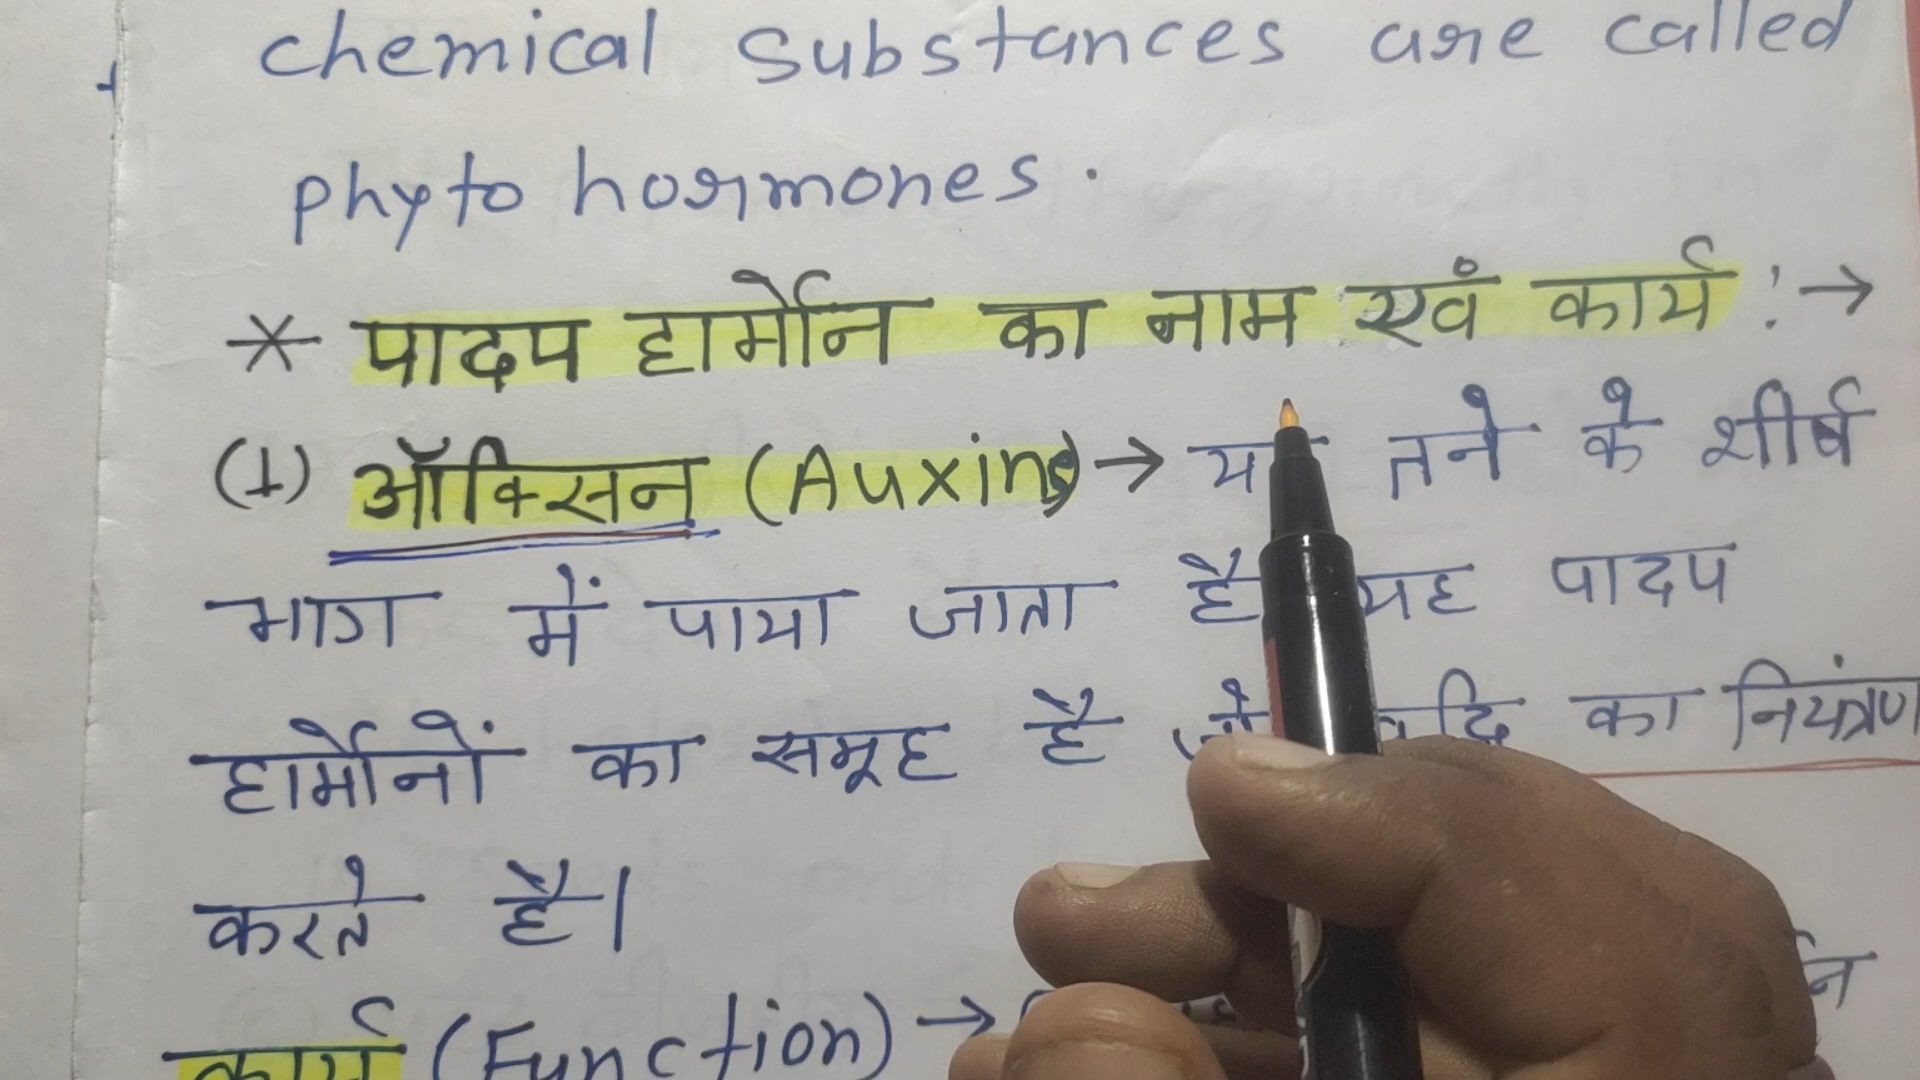 chemical substances are called
phyto hormones.
* पादप हार्मोन का नाम एवं कार्य :→
(1) ऑक्सिन (Auxins) → तने के शीर्ष
भाग में पाया जाता है यह पादप
हार्मोनों का समूह है जो का नियंत्रण
करते है।
कार्य (Function) →